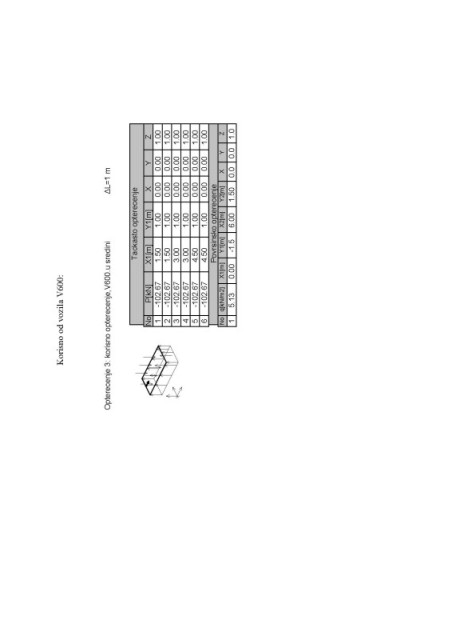 Korisno od vozila V600:
Opterecenje 3: korisno opterecenje,V600 u sredini ΔL=1 m
Tackasto opterecenje
No P[kN] X1[m] Y1[m] X Y Z
1 -102.67 1.50 1.00 0.00 0.00 1.00
2 -102.67 1.50 1.00 0.00 0.00 1.00
3 -102.67 3.00 1.00 0.00 0.00 1.00
4 -102.67 3.00 1.00 0.00 0.00 1.00
5 -102.67 4.50 1.00 0.00 0.00 1.00
6 -102.67 4.50 1.00 0.00 0.00 1.00
Povrsinsko opterecenje
No q[kN/m2] X1[m] Y1[m] X2[m] Y2[m] X Y Z
1 5.13 0.00 -1.5 6.00 1.50 0.0 0.0 1.0